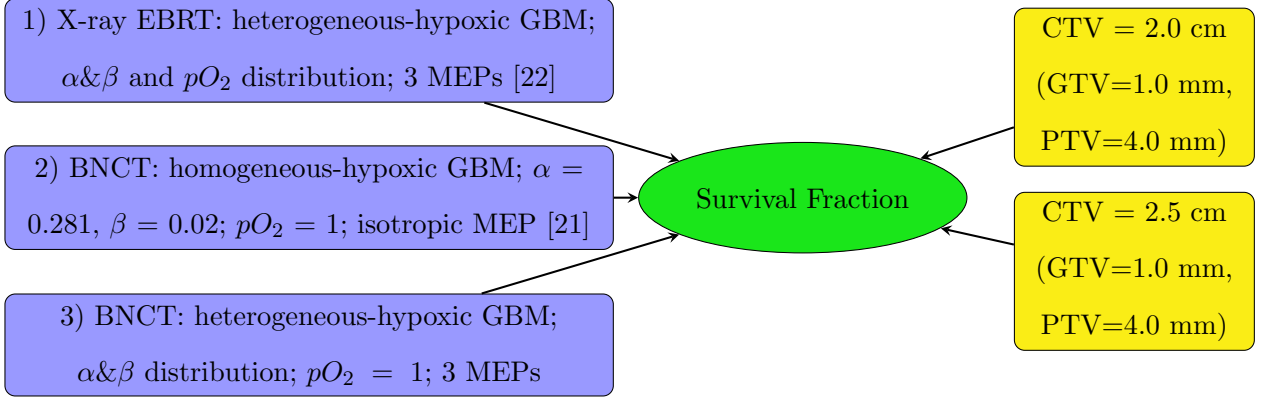 1) X-ray EBRT: heterogeneous-hypoxic GBM;
α&β and pO₂ distribution; 3 MEPs [22]
2) BNCT: homogeneous-hypoxic GBM; α =
0.281, β = 0.02; pO₂ = 1; isotropic MEP [21]
3) BNCT: heterogeneous-hypoxic GBM;
α&β distribution; pO₂ = 1; 3 MEPs
Survival Fraction
CTV = 2.0 cm
(GTV=1.0 mm,
PTV=4.0 mm)
CTV = 2.5 cm
(GTV=1.0 mm,
PTV=4.0 mm)